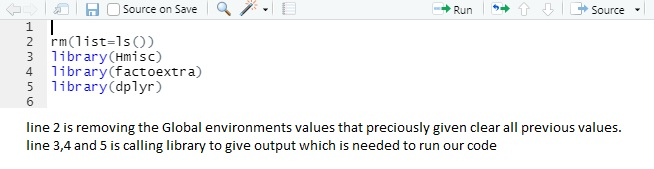 Source on Save
Run
Source
1
2 rm(list=ls())
3 library(Hmisc)
4 library(factoextra)
5 library(dplyr)
6
line 2 is removing the Global environments values that preciously given clear all previous values.
line 3,4 and 5 is calling library to give output which is needed to run our code